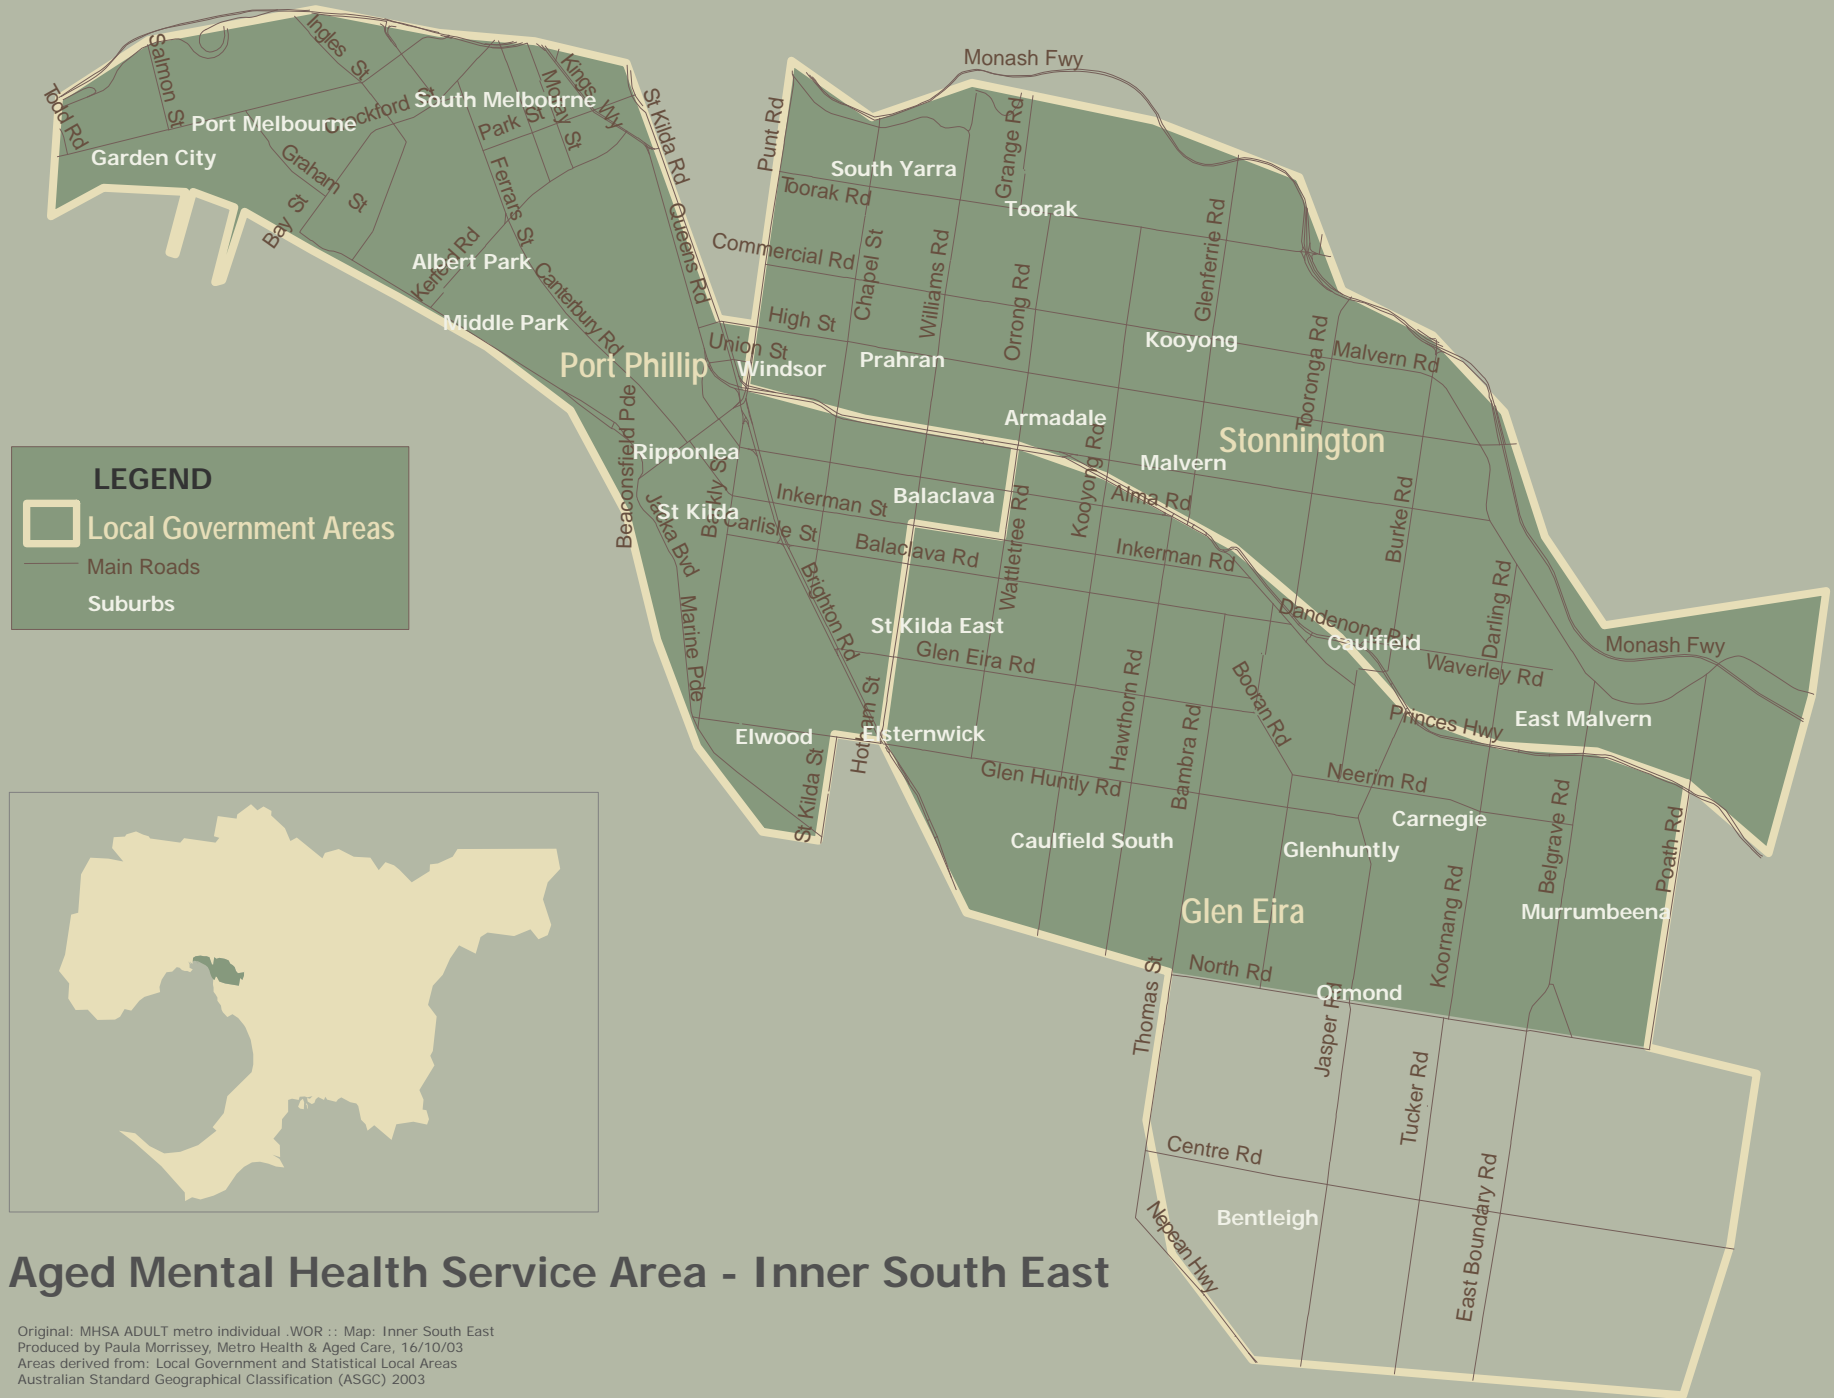 Monash Fwy
Ingles St
Salmon St
Todd Rd
Crockford St
South Melbourne
Kings Wy
Moray St
Park St
St Kilda Rd
Port Melbourne
Garden City
Graham St
Bay St
Ferrars St
Kerferd Rd
Albert Park
Canterbury Rd
Queens Rd
Middle Park
Port Phillip
Punt Rd
South Yarra
Toorak Rd
Grange Rd
Toorak
Commercial Rd
Chapel St
Williams Rd
Orrong Rd
Glenferrie Rd
High St
Union St
Windsor
Prahran
Kooyong
Tooronga Rd
Malvern Rd
Armadale
Stonnington
Malvern
Kooyong Rd
Alma Rd
Burke Rd
Beaconsfield Pde
Ripponlea
St Kilda
Barkly St
Jacka Bvd
Inkerman St
Balaclava
Carlisle St
Balaclava Rd
Wattletree Rd
Inkerman Rd
Brighton Rd
Marine Pde
St Kilda East
Glen Eira Rd
Dandenong Rd
Caulfield
Darling Rd
Waverley Rd
Monash Fwy
Princes Hwy
East Malvern
Hotham St
Elwood
Elsternwick
St Kilda St
Hawthorn Rd
Bambra Rd
Booran Rd
Glen Huntly Rd
Neerim Rd
Carnegie
Caulfield South
Glenhuntly
Koornang Rd
Belgrave Rd
Poath Rd
Murrumbeena
Glen Eira
North Rd
Ormond
Thomas St
Jasper Rd
Tucker Rd
Centre Rd
Bentleigh
East Boundary Rd
Nepean Hwy
LEGEND
Local Government Areas
Main Roads
Suburbs
Aged Mental Health Service Area - Inner South East
Original: MHSA ADULT metro individual .WOR :: Map: Inner South East
Produced by Paula Morrissey, Metro Health & Aged Care, 16/10/03
Areas derived from: Local Government and Statistical Local Areas
Australian Standard Geographical Classification (ASGC) 2003